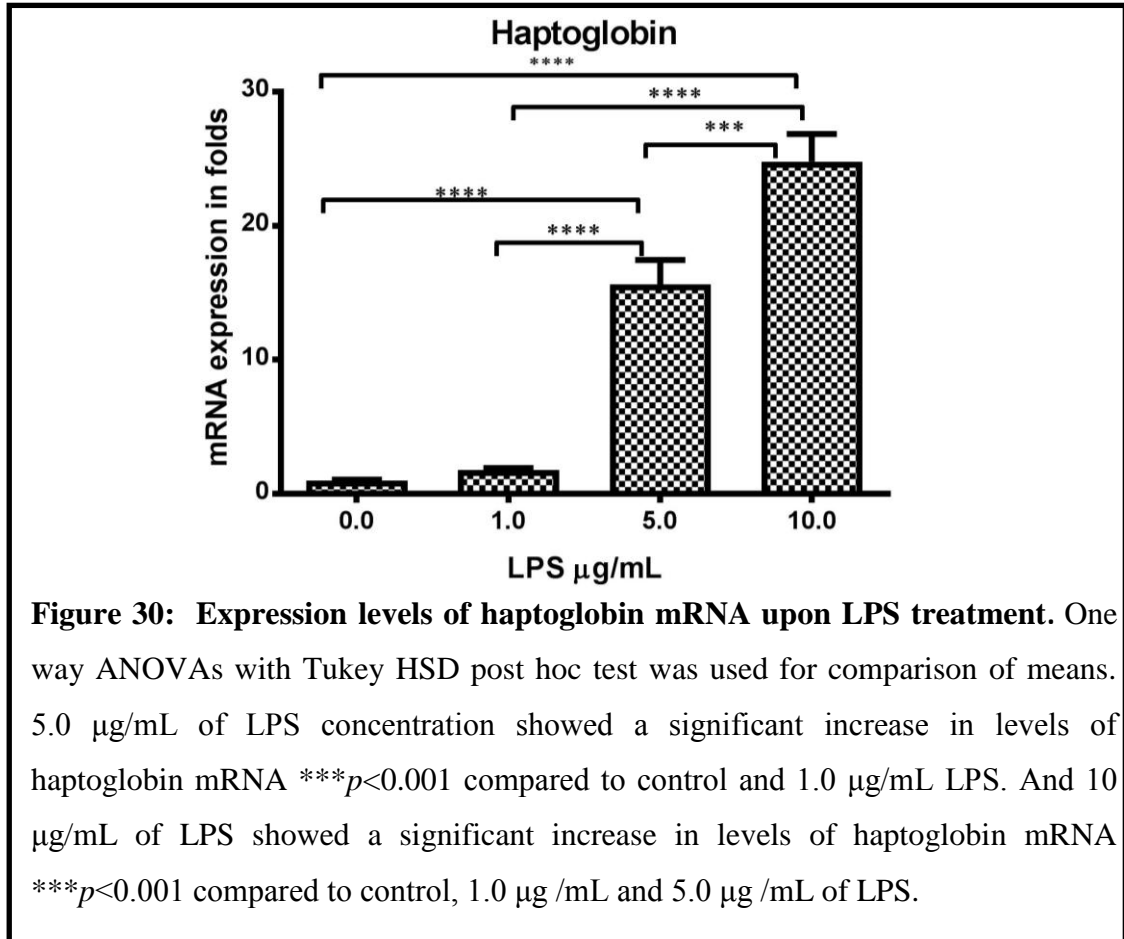 Haptoglobin
****
30
****
***
20
****
****
mRNA expression in folds
10
0
0.0 1.0 5.0 10.0
LPS μg/mL
Figure 30: Expression levels of haptoglobin mRNA upon LPS treatment. One
way ANOVAs with Tukey HSD post hoc test was used for comparison of means.
5.0 μg/mL of LPS concentration showed a significant increase in levels of
haptoglobin mRNA ***p<0.001 compared to control and 1.0 μg/mL LPS. And 10
μg/mL of LPS showed a significant increase in levels of haptoglobin mRNA
***p<0.001 compared to control, 1.0 μg /mL and 5.0 μg /mL of LPS.